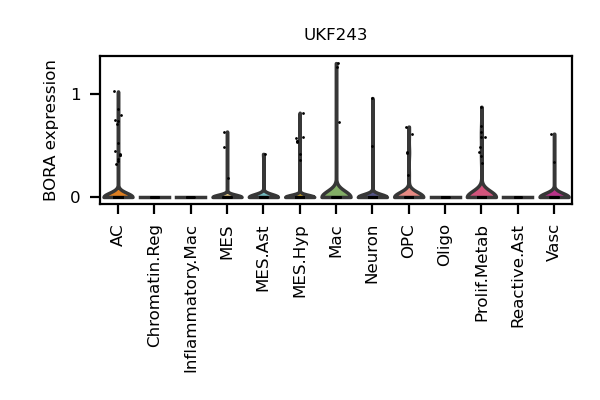 UKF243
BORA expression
1
0
AC
Chromatin.Reg
Inflammatory.Mac
MES
MES.Ast
MES.Hyp
Mac
Neuron
OPC
Oligo
Prolif.Metab
Reactive.Ast
Vasc